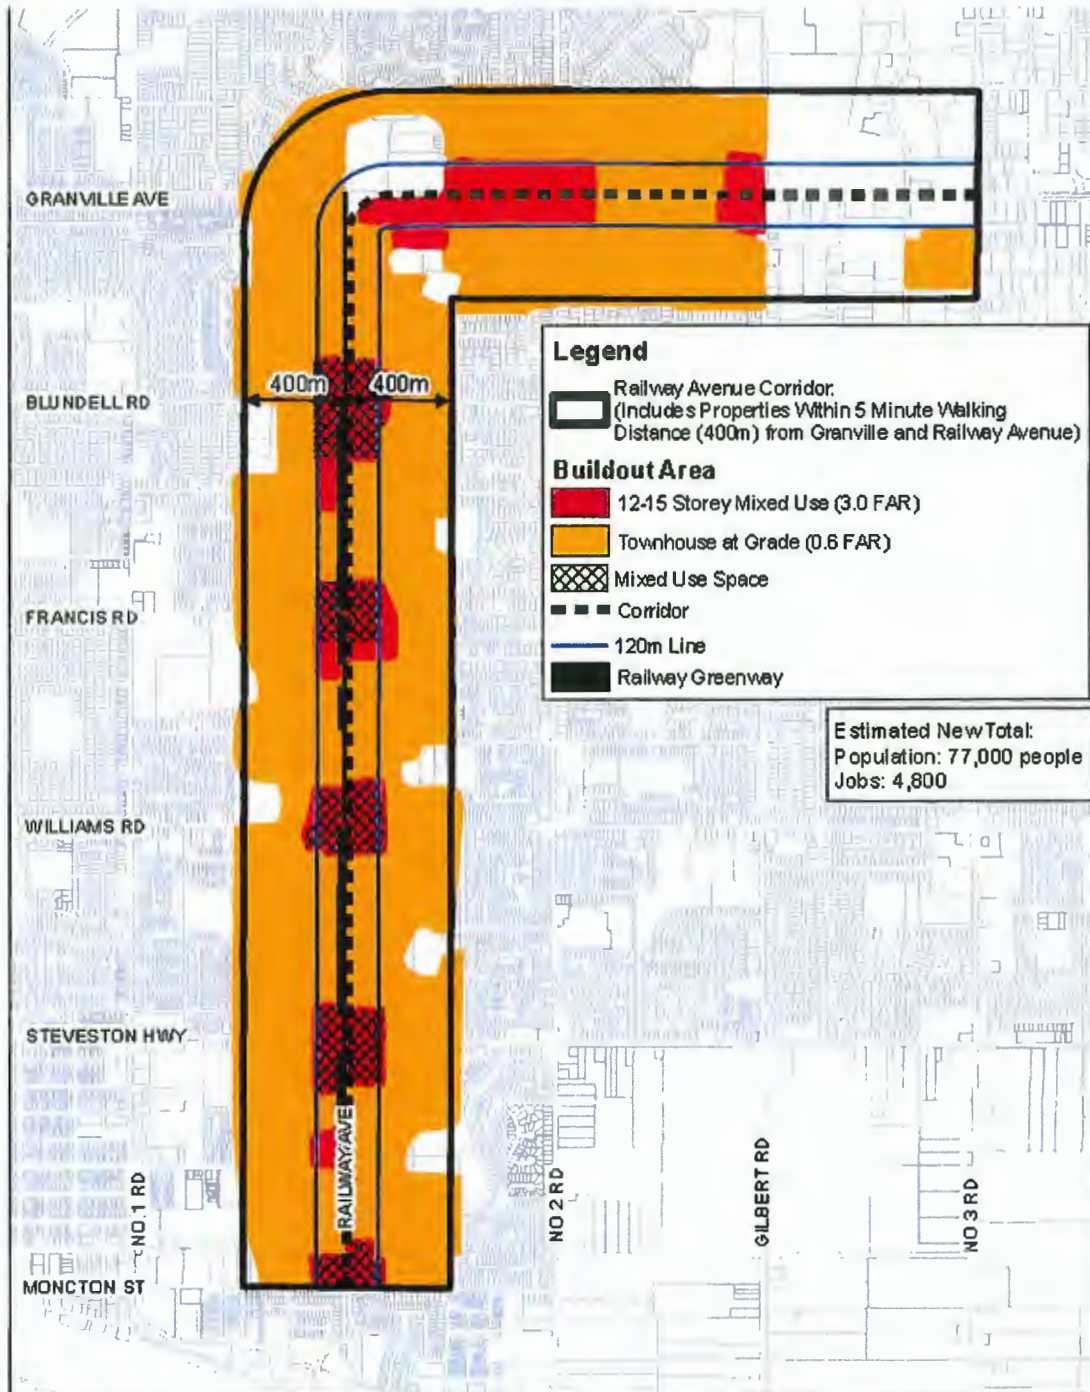 GRANVILLE AVE
400m
400m
BLUNDELL RD
Legend
Railway Avenue Corridor.
(Includes Properties Within 5 Minute Walking
Distance (400m) from Granville and Railway Avenue)
Buildout Area
12-15 Storey Mixed Use (3.0 FAR)
Townhouse at Grade (0.6 FAR)
Mixed Use Space
Corridor
120m Line
Railway Greenway
FRANCIS RD
Estimated New Total:
Population: 77,000 people
Jobs: 4,800
WILLIAMS RD
STEVESTON HWY
RAILWAY AVE
NO.1 RD
NO 2 RD
GILBERT RD
NO 3 RD
MONCTON ST